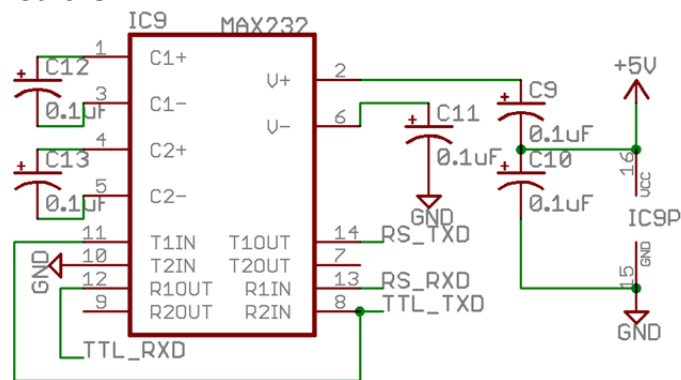 IC9
MAX232
1
C1+
C12
3
C1-
0.1uF
4
C2+
C13
5
C2-
0.1uF
11
T1IN
GND
10
T2IN
12
R1OUT
9
R2OUT
TTL_RXD
V+
2
V-
6
T1OUT
14
RS_TXD
T2OUT
7
R1IN
13
RS_RXD
R2IN
8
TTL_TXD
C11
0.1uF
GND
C9
0.1uF
C10
0.1uF
+5V
16
VCC
IC9P
GND
15
GND